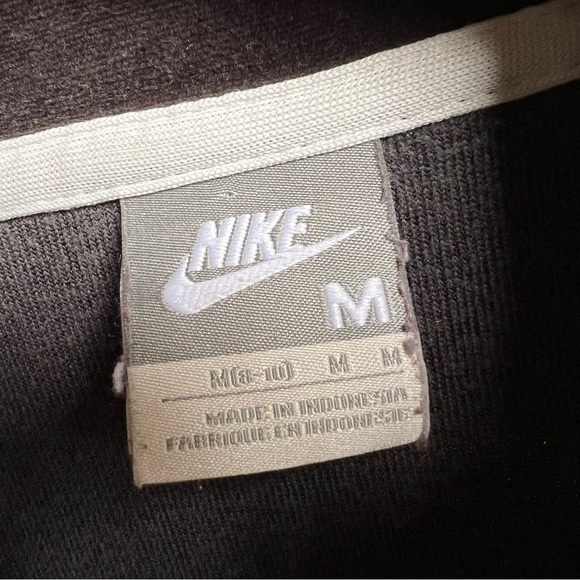 NIKE
M
M(8-10) M M
MADE IN INDONESIA
FABRIQUE EN INDONESIE